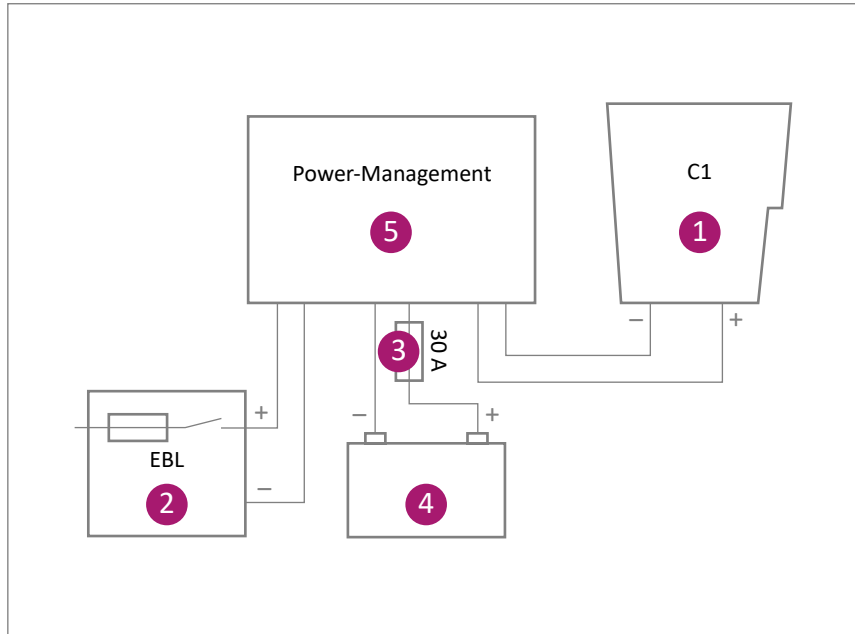 Power-Management
5
C1
1
3
30 A
− +
+
EBL
−
2
− +
4